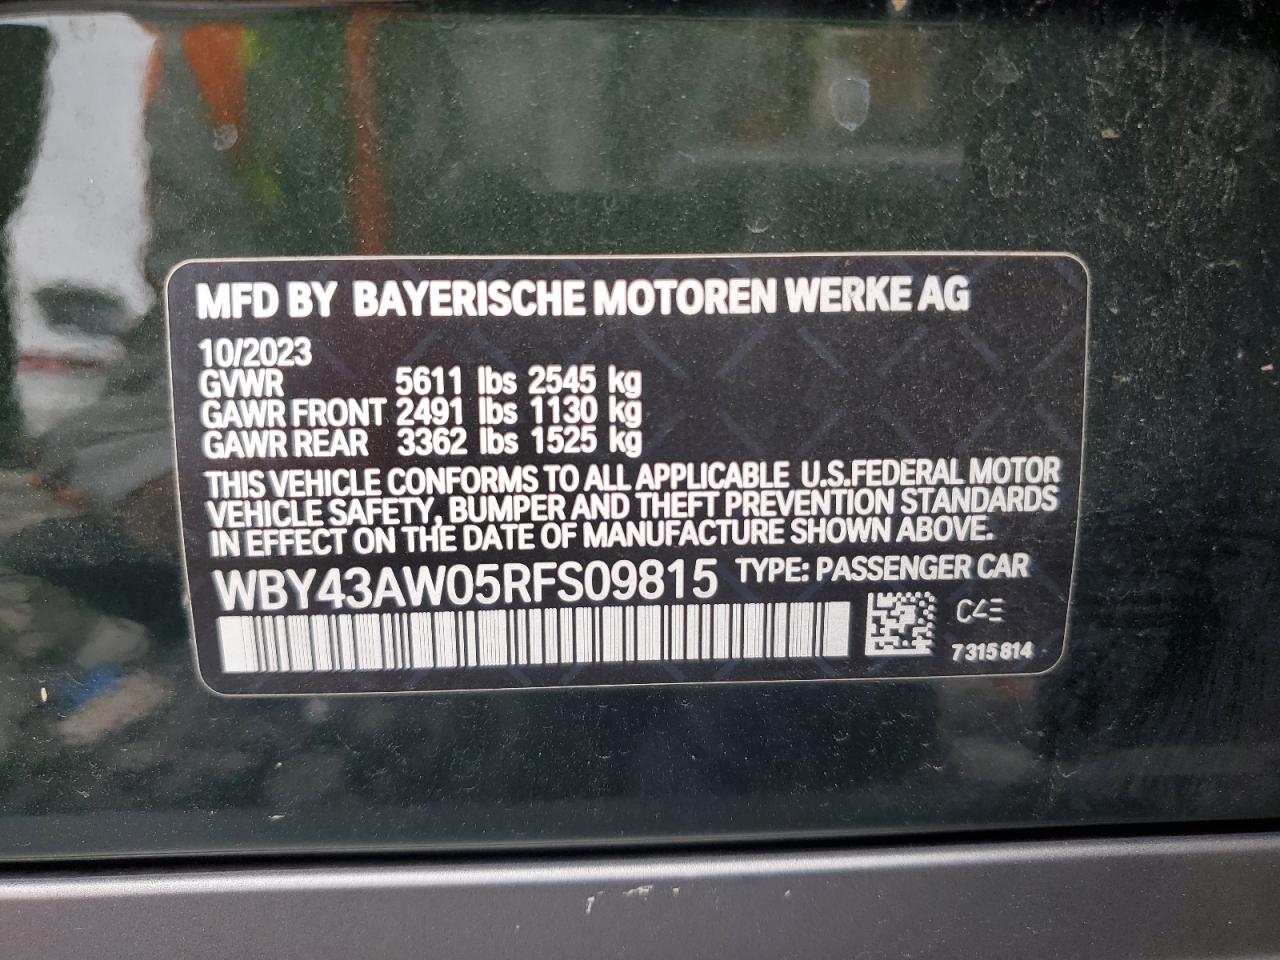 MFD BY BAYERISCHE MOTOREN WERKE AG
10/2023
GVWR 5611 lbs 2545 kg
GAWR FRONT 2491 lbs 1130 kg
GAWR REAR 3362 lbs 1525 kg
THIS VEHICLE CONFORMS TO ALL APPLICABLE U.S.FEDERAL MOTOR
VEHICLE SAFETY, BUMPER AND THEFT PREVENTION STANDARDS
IN EFFECT ON THE DATE OF MANUFACTURE SHOWN ABOVE.
WBY43AW05RFS09815 TYPE: PASSENGER CAR
7315814